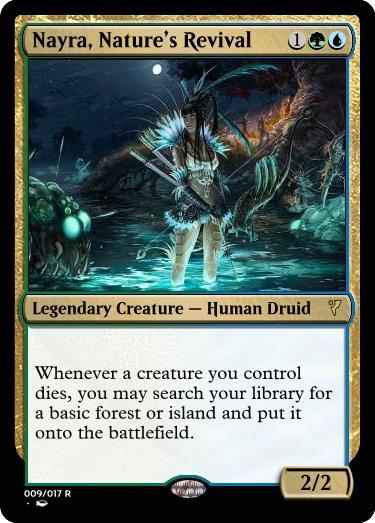 Nayra, Nature's Revival 1
Legendary Creature — Human Druid
Whenever a creature you control
dies, you may search your library for
a basic forest or island and put it
onto the battlefield.
2/2
009/017 R